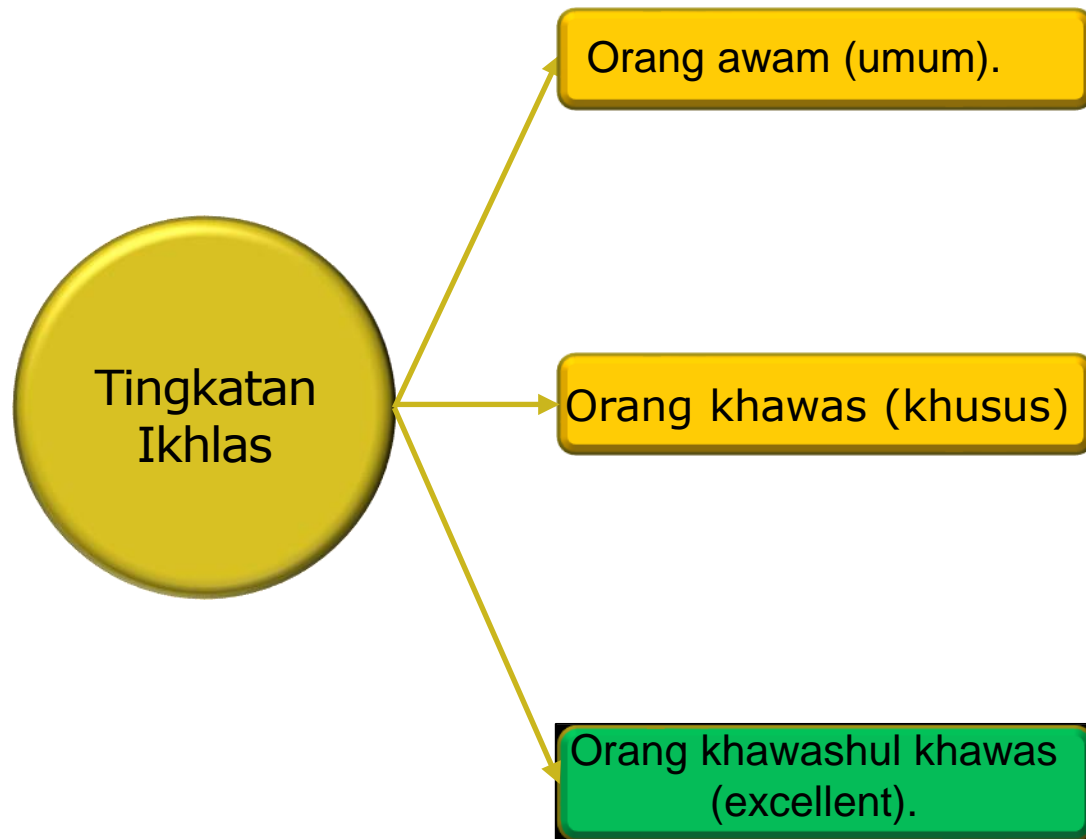 Orang awam (umum).
Tingkatan
Ikhlas
Orang khawas (khusus)
Orang khawashul khawas
(excellent).